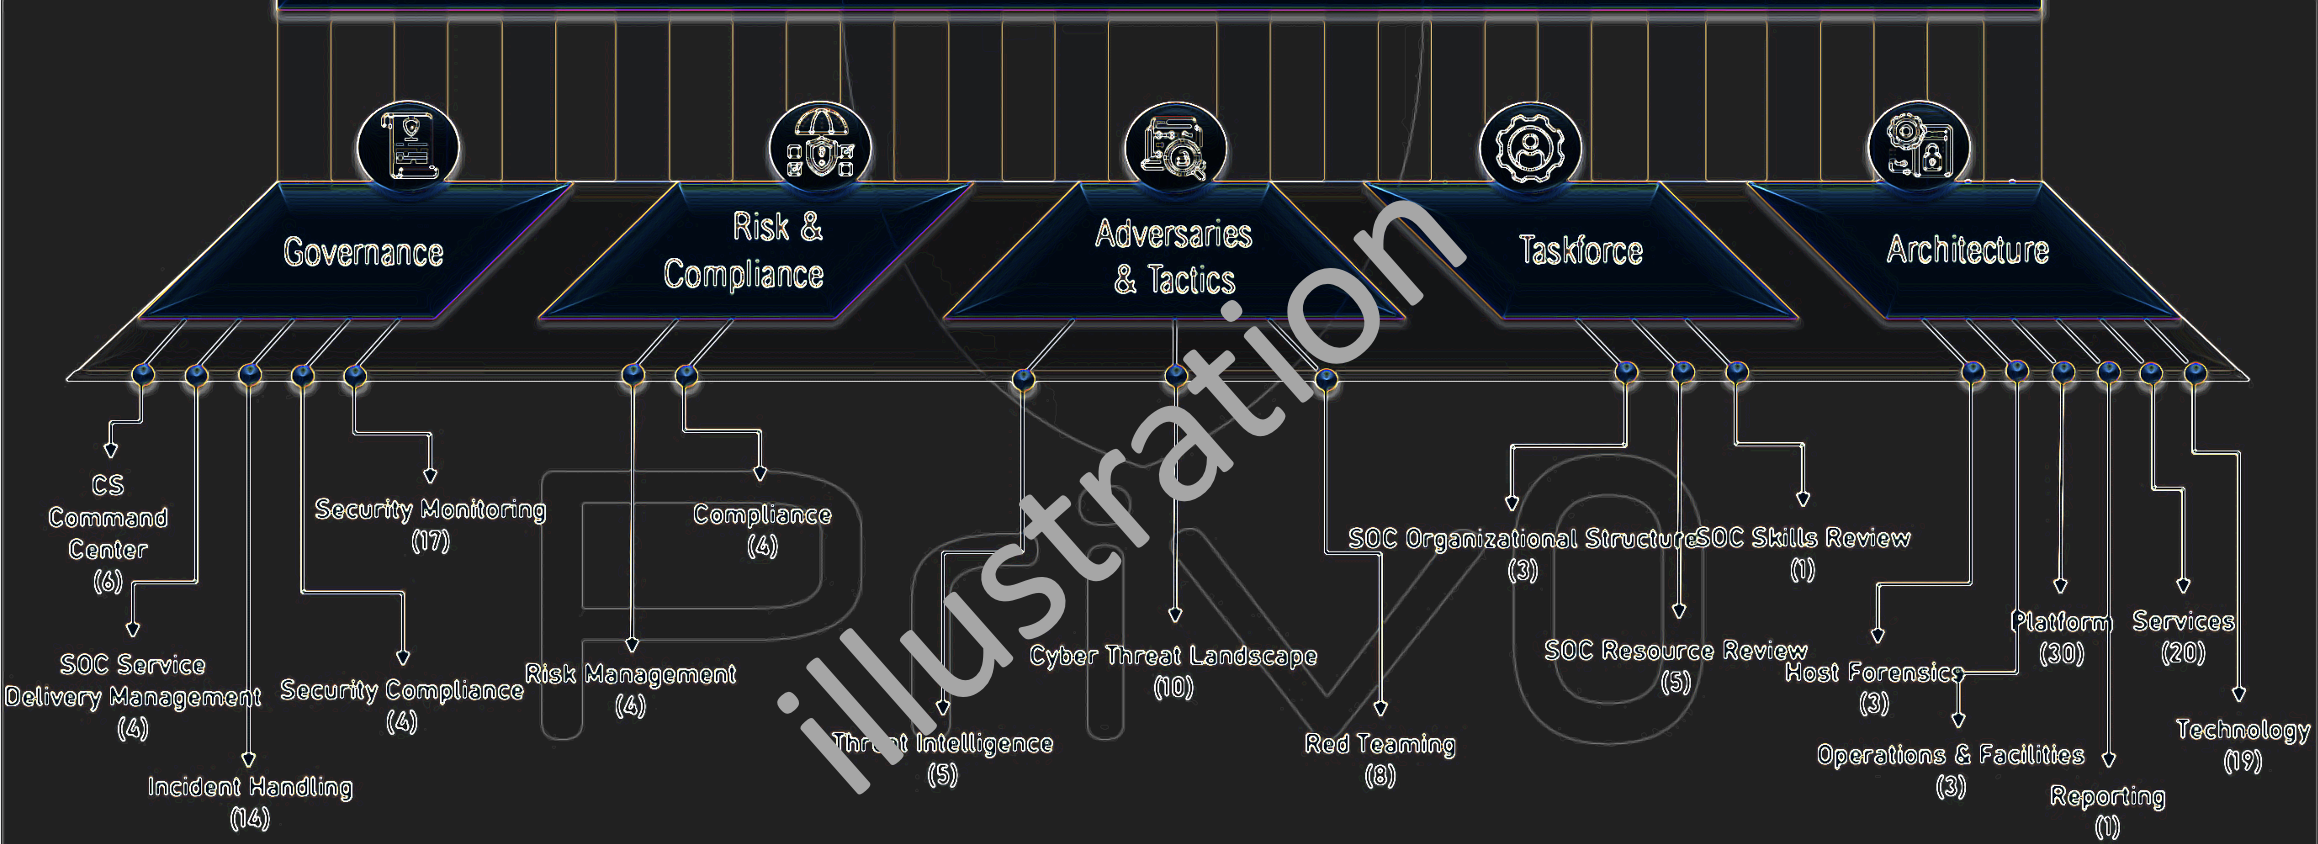 Governance
Risk &
Compliance
Adversaries
& Tactics
Taskforce
Architecture
CS
Command
Center
(6)
SOC Service
Delivery Management
(4)
Incident Handling
(14)
Security Compliance
(4)
Security Monitoring
(17)
Risk Management
(4)
Compliance
(4)
Threat Intelligence
(5)
Cyber Threat Landscape
(10)
Red Teaming
(8)
SOC Organizational Structure
(3)
SOC Resource Review
(5)
SOC Skills Review
(1)
Host Forensics
(3)
Operations & Facilities
(3)
Platform
(30)
Reporting
(1)
Services
(20)
Technology
(19)
illustration